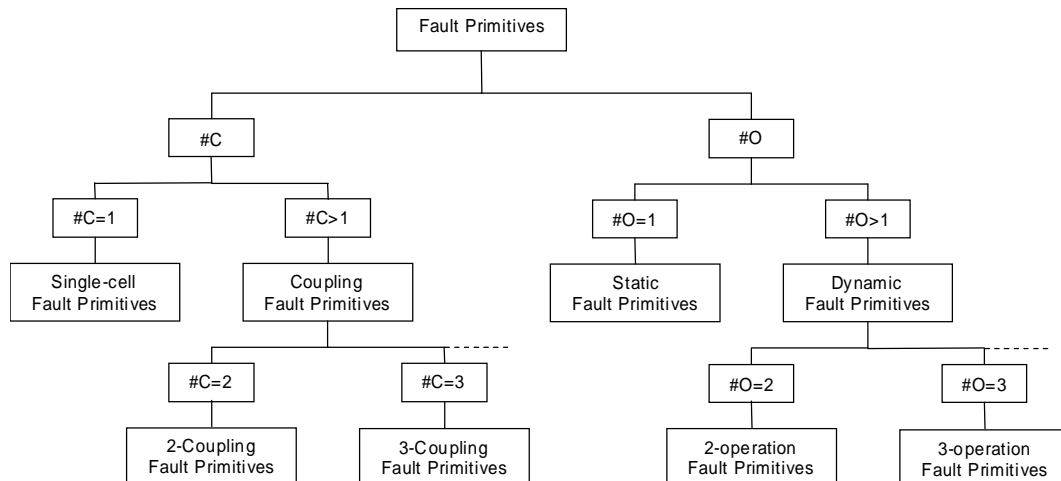 Fault Primitives
#C
#O
#C=1
#C>1
#O=1
#O>1
Single-cell
Fault Primitives
Coupling
Fault Primitives
Static
Fault Primitives
Dynamic
Fault Primitives
#C=2
#C=3
#O=2
#O=3
2-Coupling
Fault Primitives
3-Coupling
Fault Primitives
2-operation
Fault Primitives
3-operation
Fault Primitives